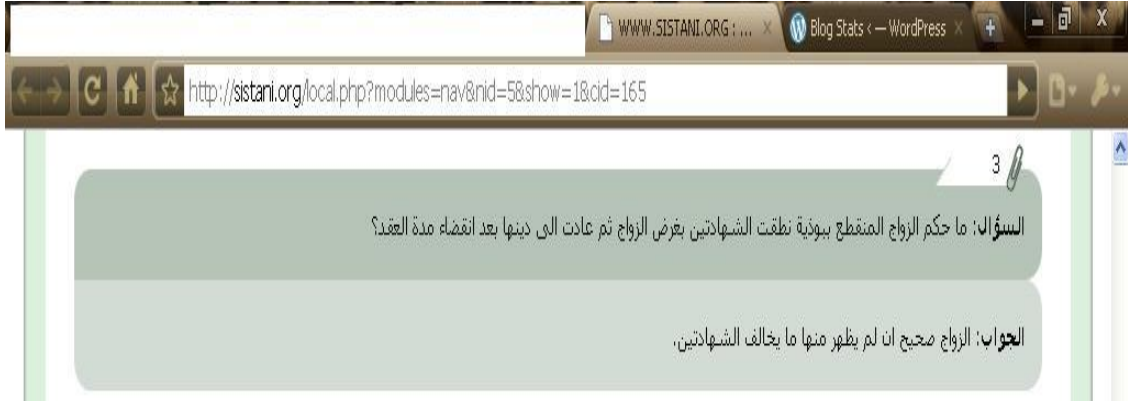 WWW.SISTANI.ORG : ...
Blog Stats ‹ — WordPress
http://sistani.org/local.php?modules=nav&nid=5&show=1&cid=165
3
السؤال: ما حكم الزواج المنقطع ببوذية نطقت الشهادتين بغرض الزواج ثم عادت الى دينها بعد انقضاء مدة العقد؟
الجواب: الزواج صحيح ان لم يظهر منها ما يخالف الشهادتين.